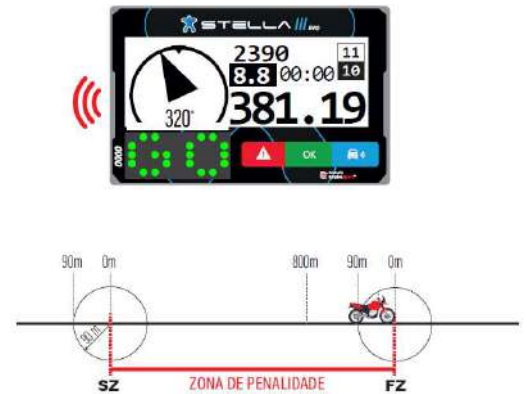 STELLA /// EVO
2390 11
8.8 00:00 10
381.19
320°
GO
OK
90m 0m 800m 90m 0m
90 m
SZ ZONA DE PENALIDADE FZ